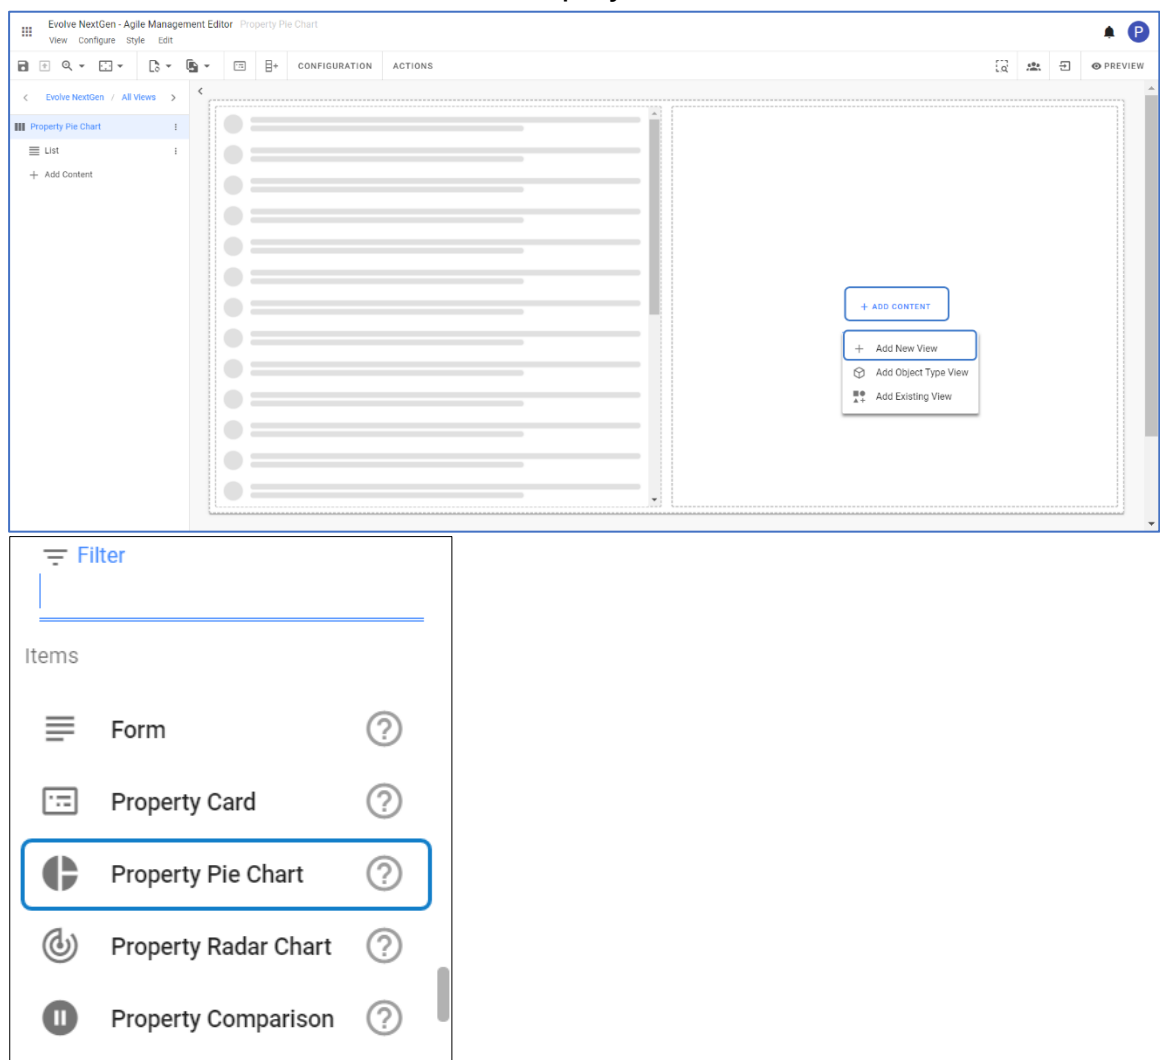 Evolve NextGen - Agile Management Editor Property Pie Chart
View Configure Style Edit
P
CONFIGURATION ACTIONS
PREVIEW
Evolve NextGen / All Views
Property Pie Chart
List
+ Add Content
+ ADD CONTENT
+ Add New View
Add Object Type View
Add Existing View
Filter
Items
Form
Property Card
Property Pie Chart
Property Radar Chart
Property Comparison